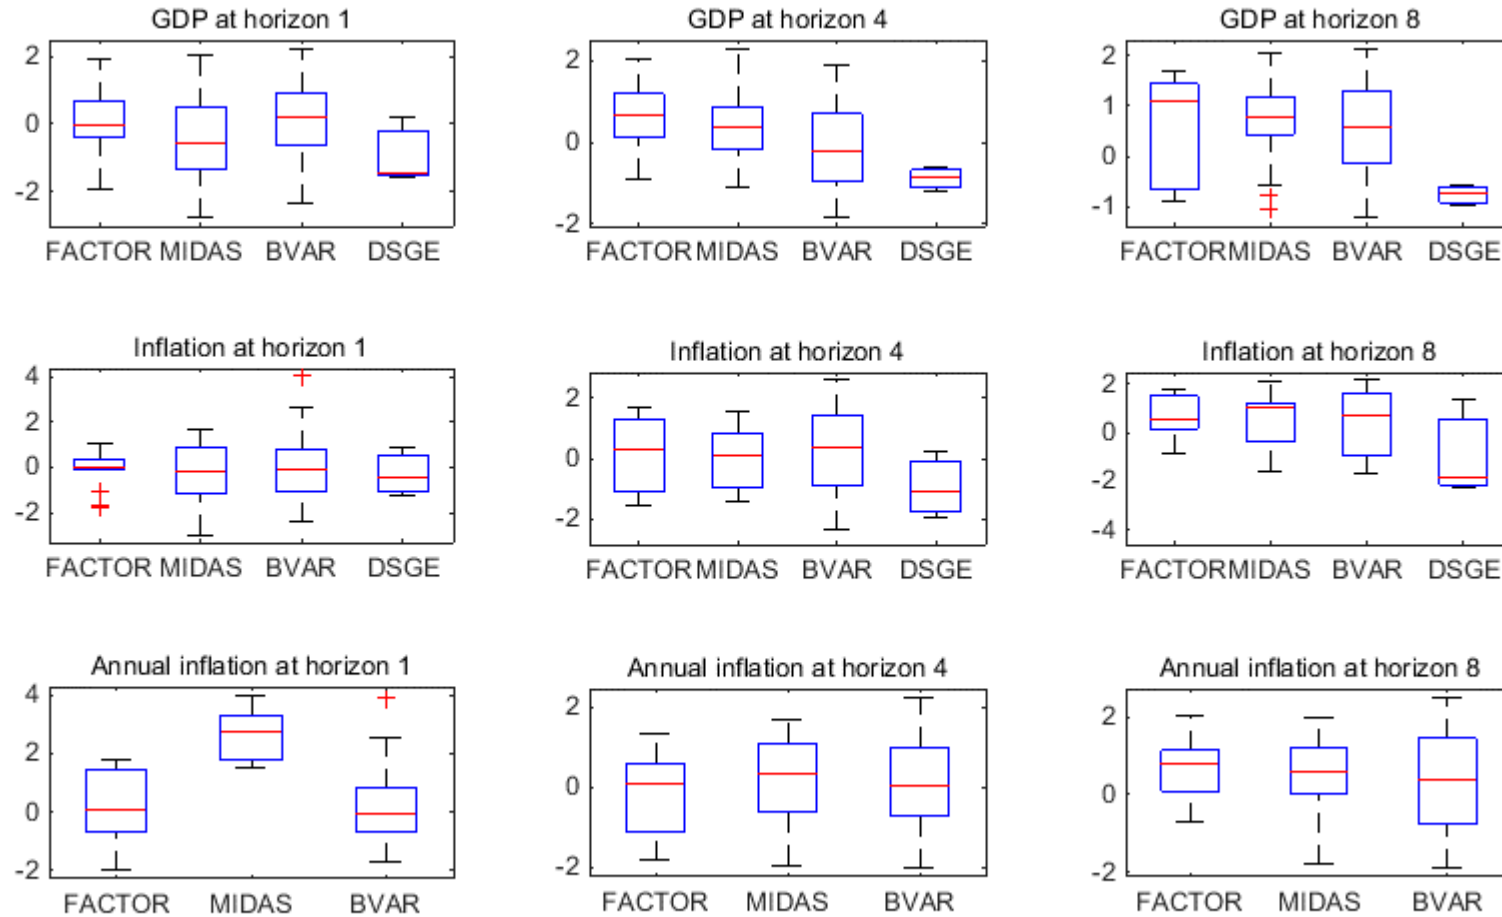 GDP at horizon 1
2
0
-2
FACTOR MIDAS BVAR DSGE
GDP at horizon 4
2
0
-2
FACTOR MIDAS BVAR DSGE
GDP at horizon 8
2
1
0
-1
FACTOR MIDAS BVAR DSGE
Inflation at horizon 1
4
2
0
-2
FACTOR MIDAS BVAR DSGE
Inflation at horizon 4
2
0
-2
FACTOR MIDAS BVAR DSGE
Inflation at horizon 8
2
0
-2
-4
FACTOR MIDAS BVAR DSGE
Annual inflation at horizon 1
4
2
0
-2
FACTOR MIDAS BVAR
Annual inflation at horizon 4
2
0
-2
FACTOR MIDAS BVAR
Annual inflation at horizon 8
2
0
-2
FACTOR MIDAS BVAR